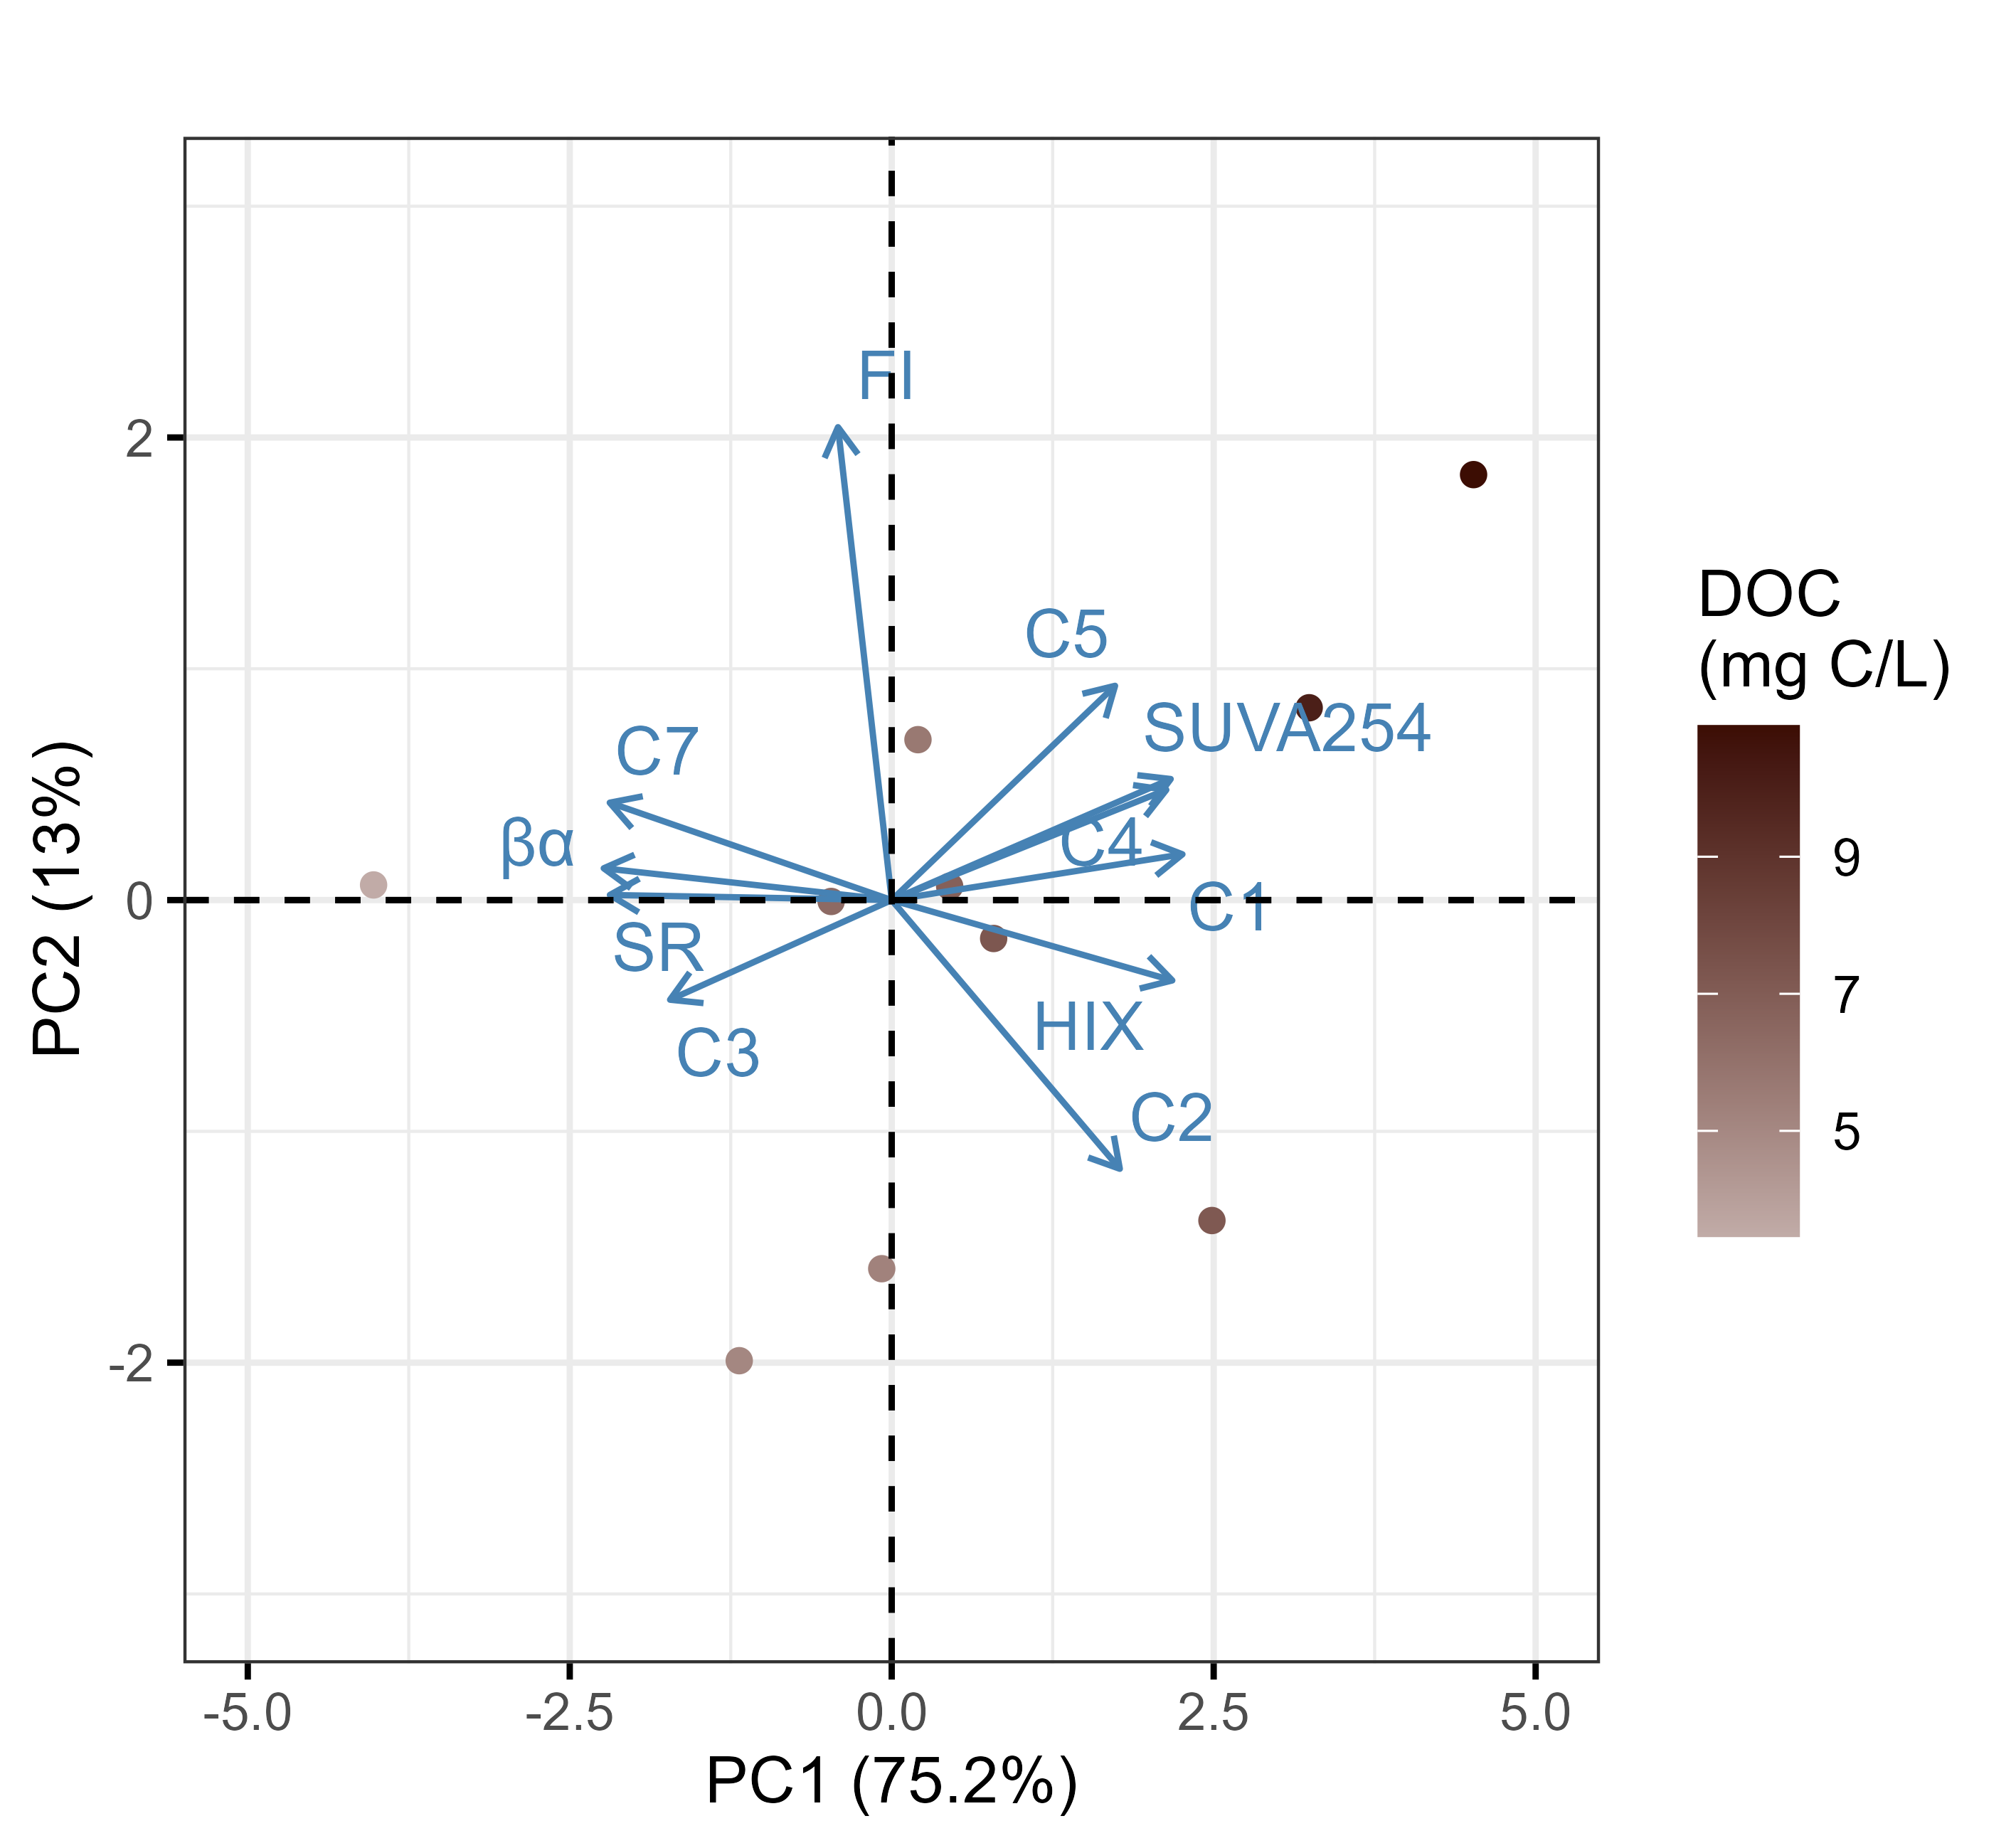 FI
C5
SUVA254
C7
βα
C4
C1
SR
HIX
C3
C2
2
0
-2
PC2 (13%)
-5.0 -2.5 0.0 2.5 5.0
PC1 (75.2%)
DOC
(mg C/L)
9
7
5